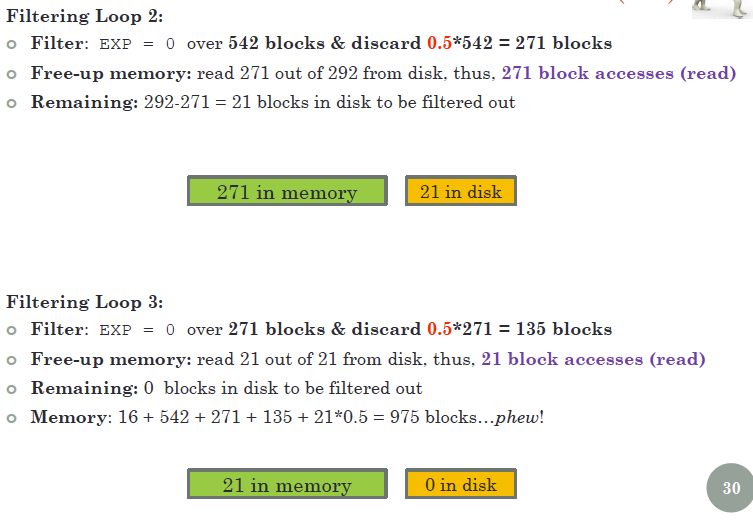 Filtering Loop 2:
Filter: EXP = 0 over 542 blocks & discard 0.5*542 = 271 blocks
Free-up memory: read 271 out of 292 from disk, thus, 271 block accesses (read)
Remaining: 292-271 = 21 blocks in disk to be filtered out
271 in memory
21 in disk
Filtering Loop 3:
Filter: EXP = 0 over 271 blocks & discard 0.5*271 = 135 blocks
Free-up memory: read 21 out of 21 from disk, thus, 21 block accesses (read)
Remaining: 0 blocks in disk to be filtered out
Memory: 16 + 542 + 271 + 135 + 21*0.5 = 975 blocks...phew!
21 in memory
0 in disk
30